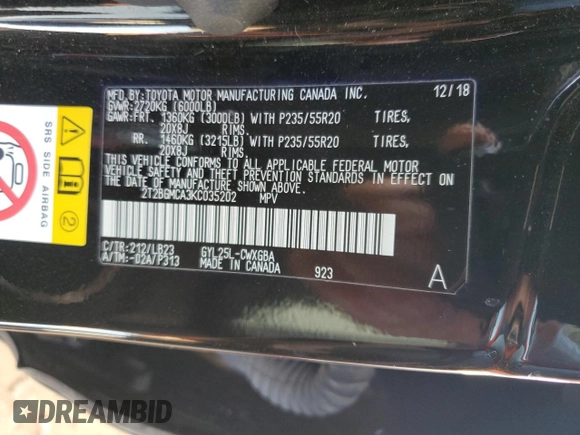 MFD.BY:TOYOTA MOTOR MANUFACTURING CANADA INC. 12/18
GVWR:2720KG (6000LB)
GAWR:FRT. 1360KG (3000LB) WITH P235/55R20 TIRES,
20X8J RIMS.
RR. 1460KG (3215LB) WITH P235/55R20 TIRES,
20X8J RIMS.
THIS VEHICLE CONFORMS TO ALL APPLICABLE FEDERAL MOTOR
VEHICLE SAFETY AND THEFT PREVENTION STANDARDS IN EFFECT ON
THE DATE OF MANUFACTURE SHOWN ABOVE.
2T2BGMCA3KC035202 MPV
C/TR:212/LB23 GYL25L-CWXGBA
A/TM:-02A/P313 MADE IN CANADA 923 A
SRS SIDE AIRBAG
DREAMBID